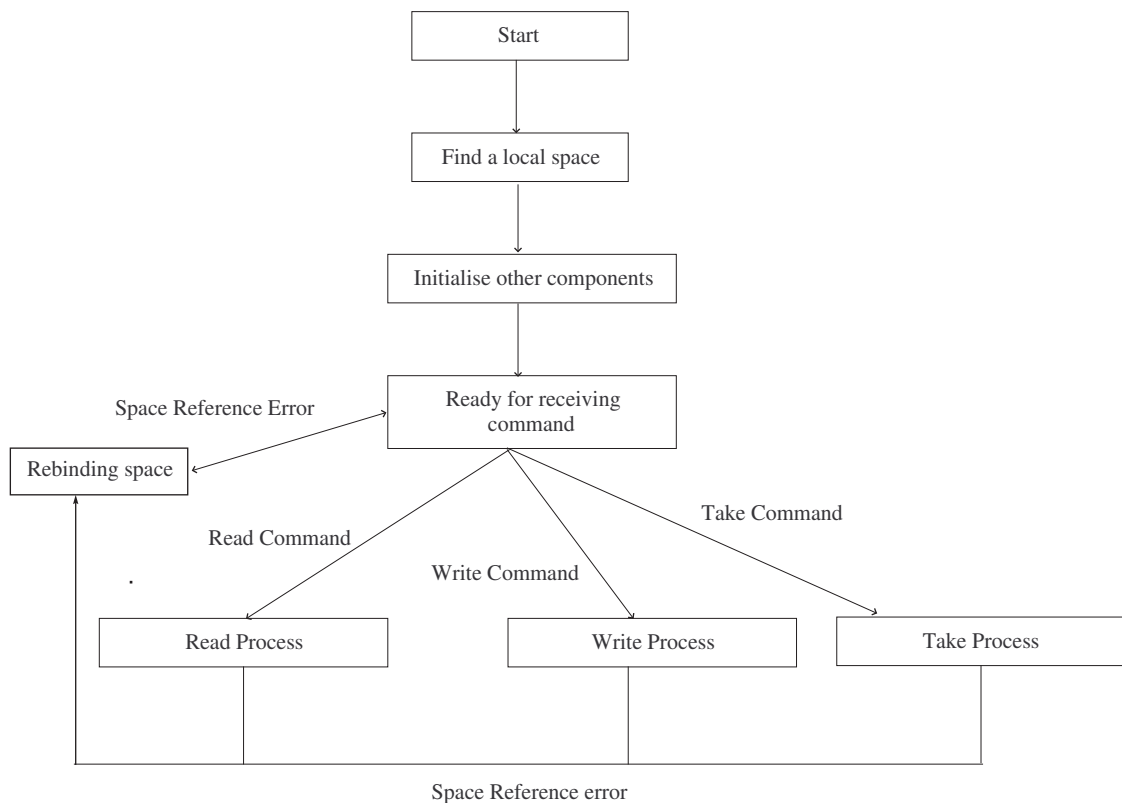 Start
Find a local space
Initialise other components
Ready for receiving
command
Space Reference Error
Rebinding space
Take Command
Read Command
Write Command
Read Process
Write Process
Take Process
Space Reference error